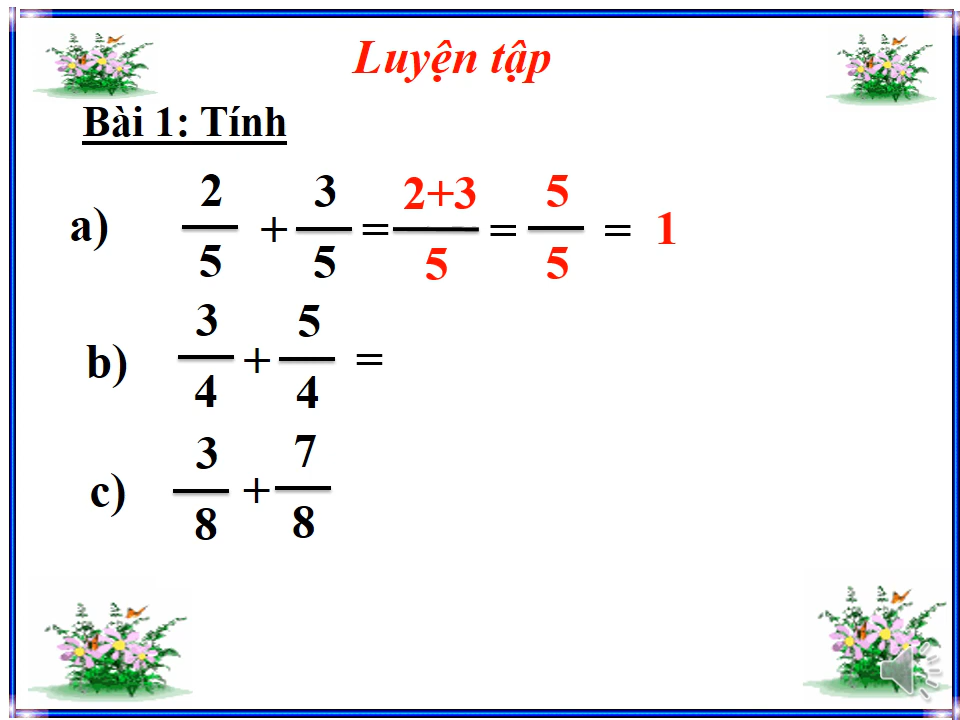 Luyện tập
Bài 1: Tính
a) 2/5 + 3/5 = 2+3/5 = 5/5 = 1
b) 3/4 + 5/4 =
c) 3/8 + 7/8